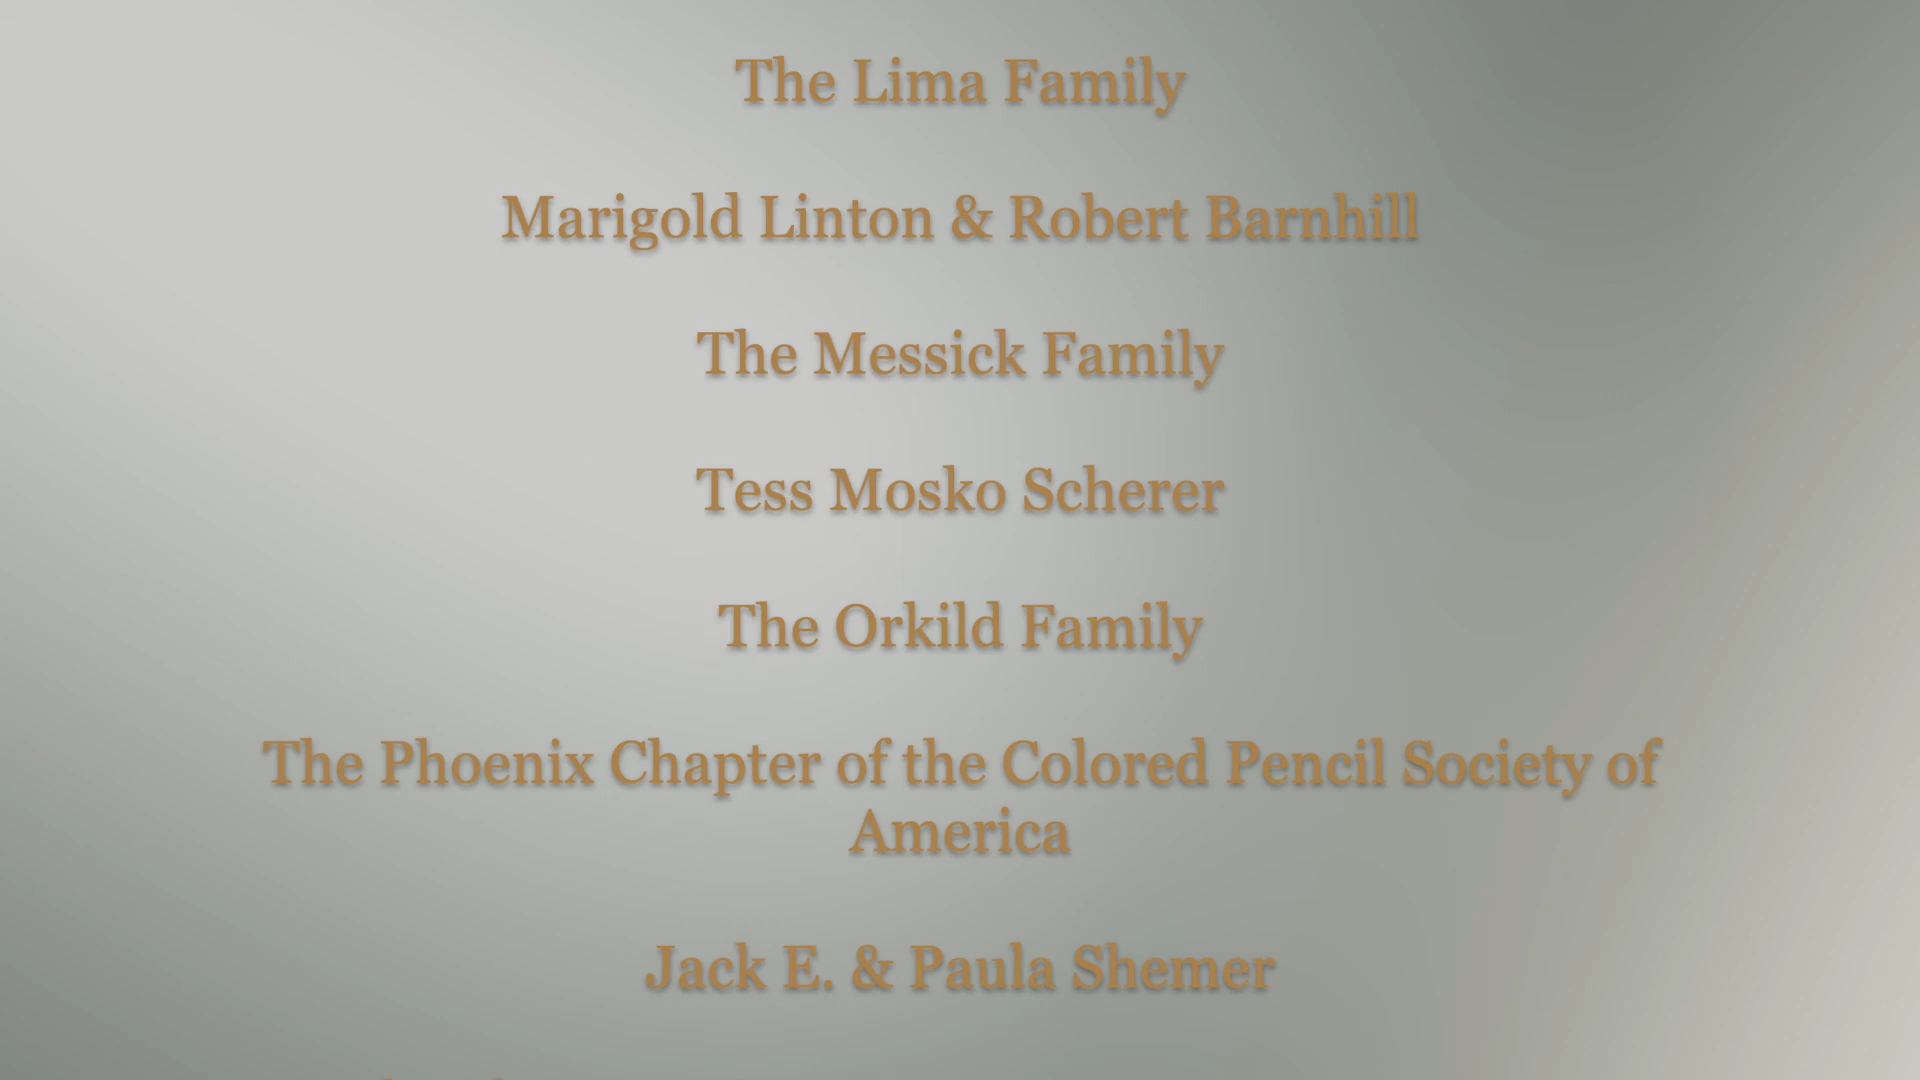 The Lima Family
Marigold Linton & Robert Barnhill
The Messick Family
Tess Mosko Scherer
The Orkild Family
The Phoenix Chapter of the Colored Pencil Society of
America
Jack E. & Paula Shemer